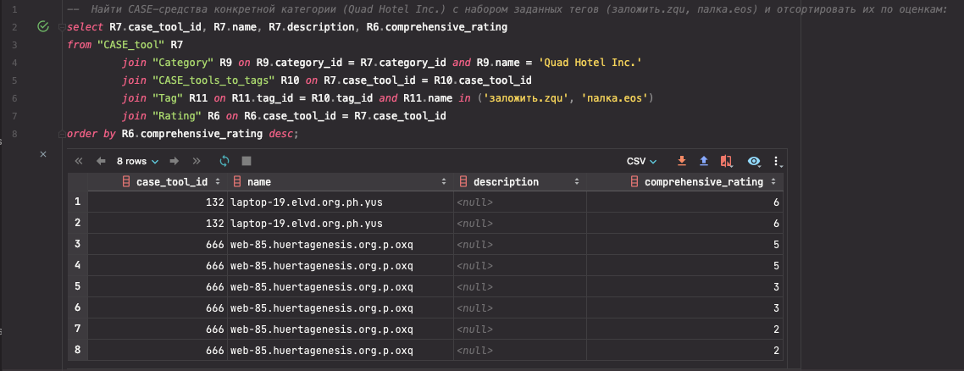 1 -- Найти CASE-средства конкретной категории (Quad Hotel Inc.) с набором заданных тегов (заложить.zqu, палка.eos) и отсортировать их по оценкам:
2 select R7.case_tool_id, R7.name, R7.description, R6.comprehensive_rating
3 from "CASE_tool" R7
4 join "Category" R9 on R9.category_id = R7.category_id and R9.name = 'Quad Hotel Inc.'
5 join "CASE_tools_to_tags" R10 on R7.case_tool_id = R10.case_tool_id
6 join "Tag" R11 on R11.tag_id = R10.tag_id and R11.name in ('заложить.zqu', 'палка.eos')
7 join "Rating" R6 on R6.case_tool_id = R7.case_tool_id
8 order by R6.comprehensive_rating desc;
8 rows CSV
case_tool_id name description comprehensive_rating
1 132 laptop-19.elvd.org.ph.yus <null> 6
2 132 laptop-19.elvd.org.ph.yus <null> 6
3 666 web-85.huertagenesis.org.p.oxq <null> 5
4 666 web-85.huertagenesis.org.p.oxq <null> 5
5 666 web-85.huertagenesis.org.p.oxq <null> 3
6 666 web-85.huertagenesis.org.p.oxq <null> 3
7 666 web-85.huertagenesis.org.p.oxq <null> 2
8 666 web-85.huertagenesis.org.p.oxq <null> 2